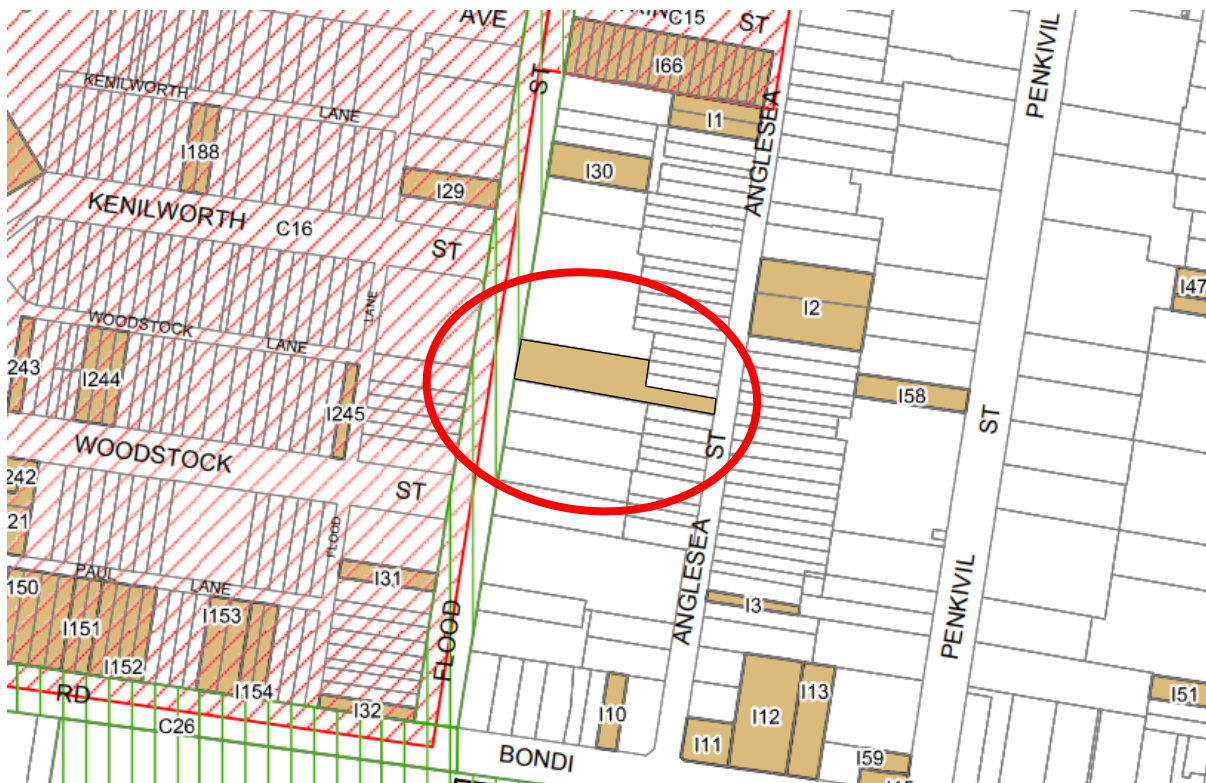 AVE
C15
ST
I66
ST
PENKIVIL
KENILWORTH
LANE
I1
ANGLESEA
I188
I30
I29
KENILWORTH
C16
ST
I2
I47
LANE
WOODSTOCK
LANE
243
I244
I245
I58
ST
ST
WOODSTOCK
ST
242
21
FLOOD
ANGLESEA
PENKIVIL
PAUL
LANE
I31
I3
150
I151
I152
I153
I154
FLOOD
I13
I12
I51
RD
I32
I10
I11
C26
BONDI
I59